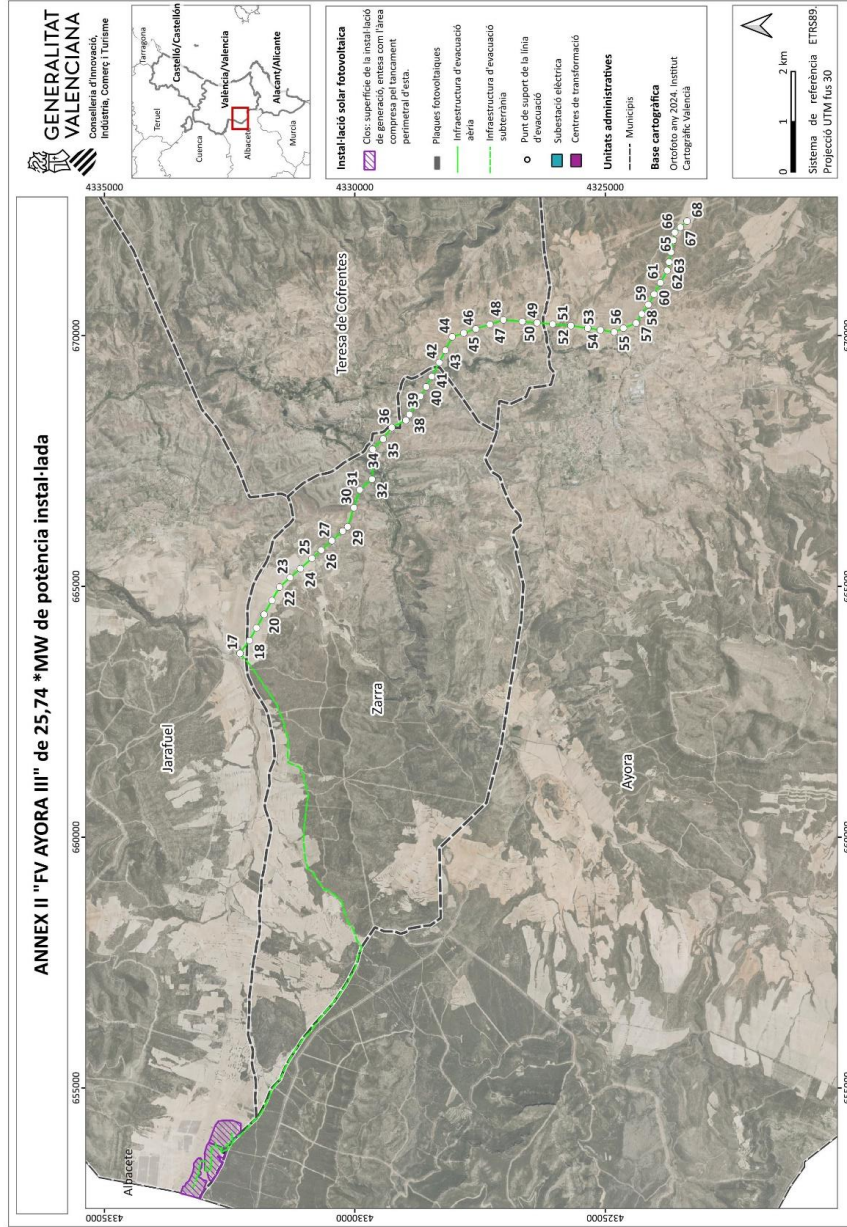 ANNEX II "FV AYORA III" de 25,74 *MW de potència instal·lada
GENERALITAT
VALENCIANA
Conselleria d'Innovació,
Indústria, Comerç i Turisme
Tarragona
Teruel
Castelló/Castellón
Cuenca
València/Valencia
Albacete
Alacant/Alicante
Murcia
Instal·lació solar fotovoltaica
Clos: superfície de la instal·lació
de generació, entesa com l'àrea
compresa pel tancament
perimetral d'esta.
Plaques fotovoltaiques
Infraestructura d'evacuació
aèria
Infraestructura d'evacuació
subterrània
Punt de suport de la línia
d'evacuació
Subestació elèctrica
Centres de transformació
Unitats administratives
Municipis
Base cartogràfica
Ortofoto any 2024. Institut
Cartogràfic Valencià
0 1 2 km
Sistema de referència ETRS89.
Projecció UTM fus 30
4335000
4330000
4325000
4335000
4330000
4325000
655000
660000
665000
670000
655000
660000
665000
670000
Albacete
Jarafuel
Zarra
Teresa de Cofrentes
Ayora
17
18
20
22
23
24
25
26
27
29
30
31
32
34
35
36
38
39
40
41
42
43
44
45
46
47
48
49
50
51
52
53
54
55
56
57
58
59
60
61
62
63
65
66
67
68